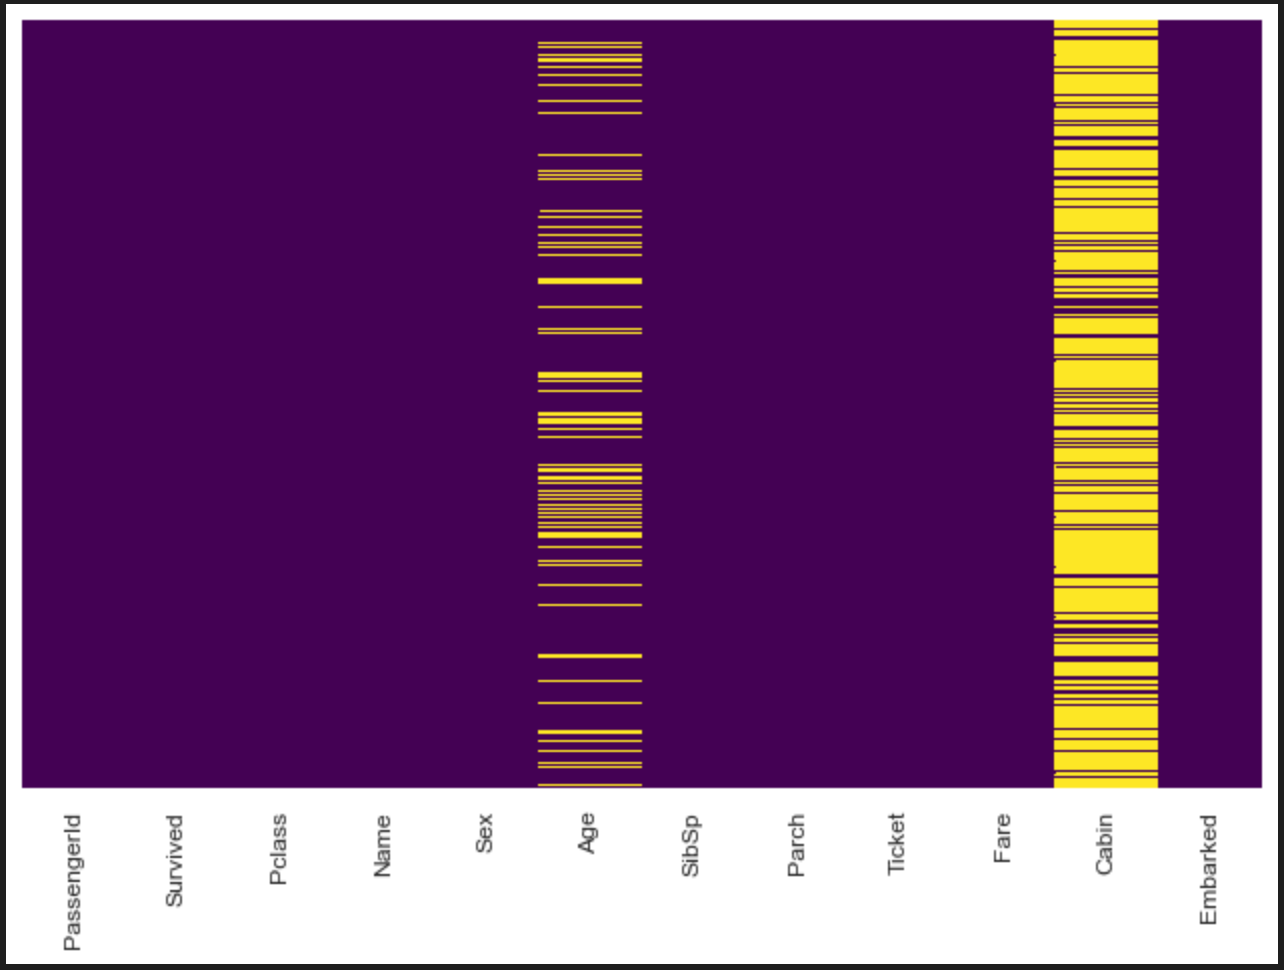 PassengerId
Survived
Pclass
Name
Sex
Age
SibSp
Parch
Ticket
Fare
Cabin
Embarked